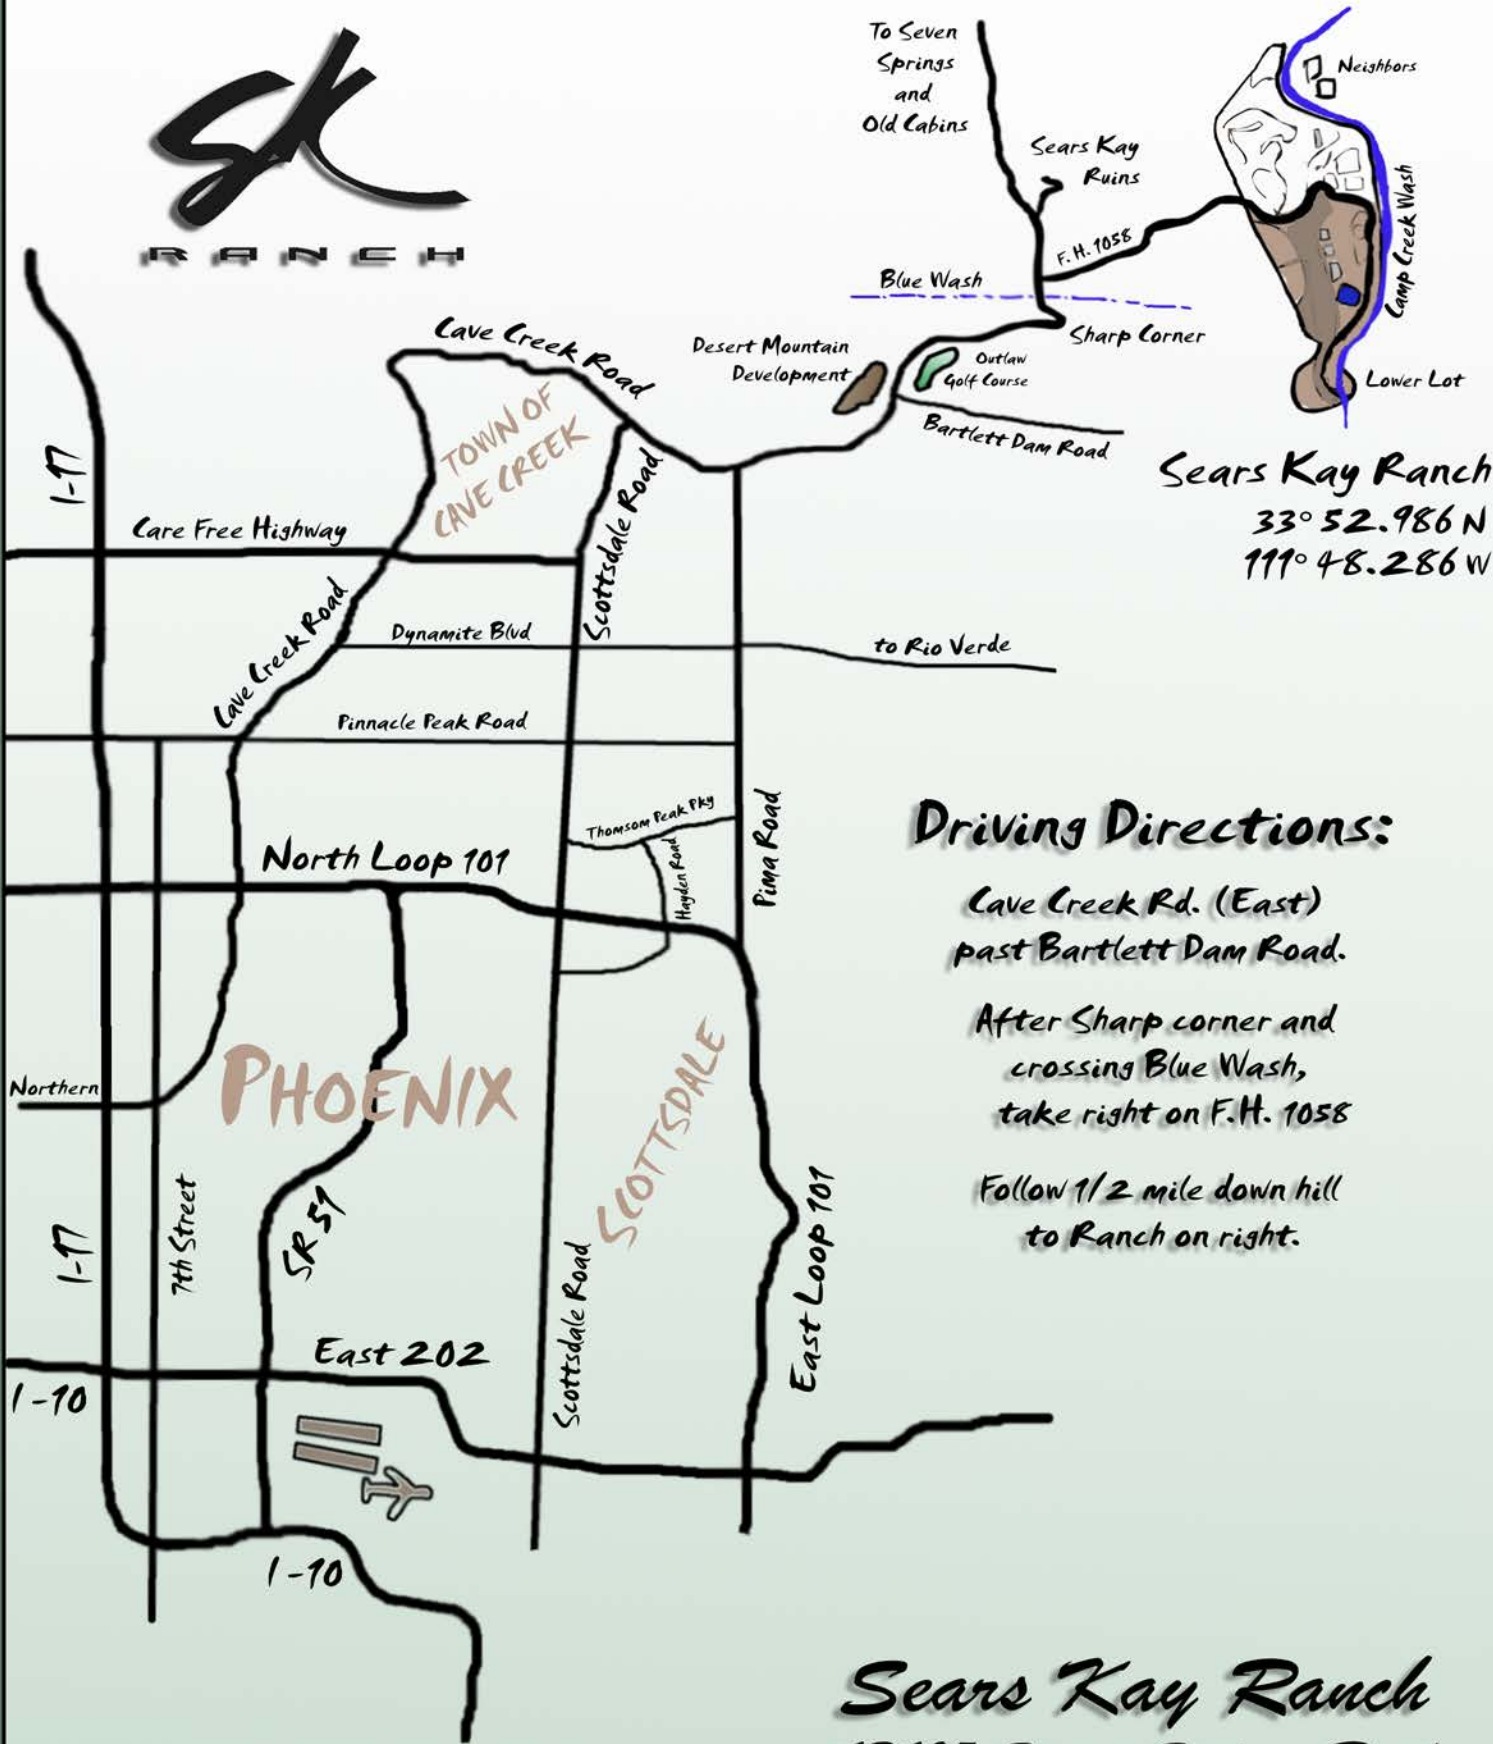 SK
RANCH
To Seven
Springs
and
Old Cabins
Sears Kay
Ruins
Neighbors
F.H. 1058
Camp Creek Wash
Blue Wash
Sharp Corner
Desert Mountain
Development
Outlaw
Golf Course
Lower Lot
Bartlett Dam Road
Cave Creek Road
TOWN OF
CAVE CREEK
Sears Kay Ranch
33° 52.986 N
111° 48.286 W
I-17
Care Free Highway
Scottsdale Road
Cave Creek Road
Dynamite Blvd
to Rio Verde
Pinnacle Peak Road
Thomsom Peak Pky
Hayden Road
Pima Road
North Loop 101
Driving Directions:
Cave Creek Rd. (East)
past Bartlett Dam Road.
After Sharp corner and
crossing Blue Wash,
take right on F.H. 1058
Follow 1/2 mile down hill
to Ranch on right.
PHOENIX
SCOTTSDALE
Northern
I-17
7th Street
SR 51
Scottsdale Road
East Loop 101
East 202
I-10
I-10
Sears Kay Ranch